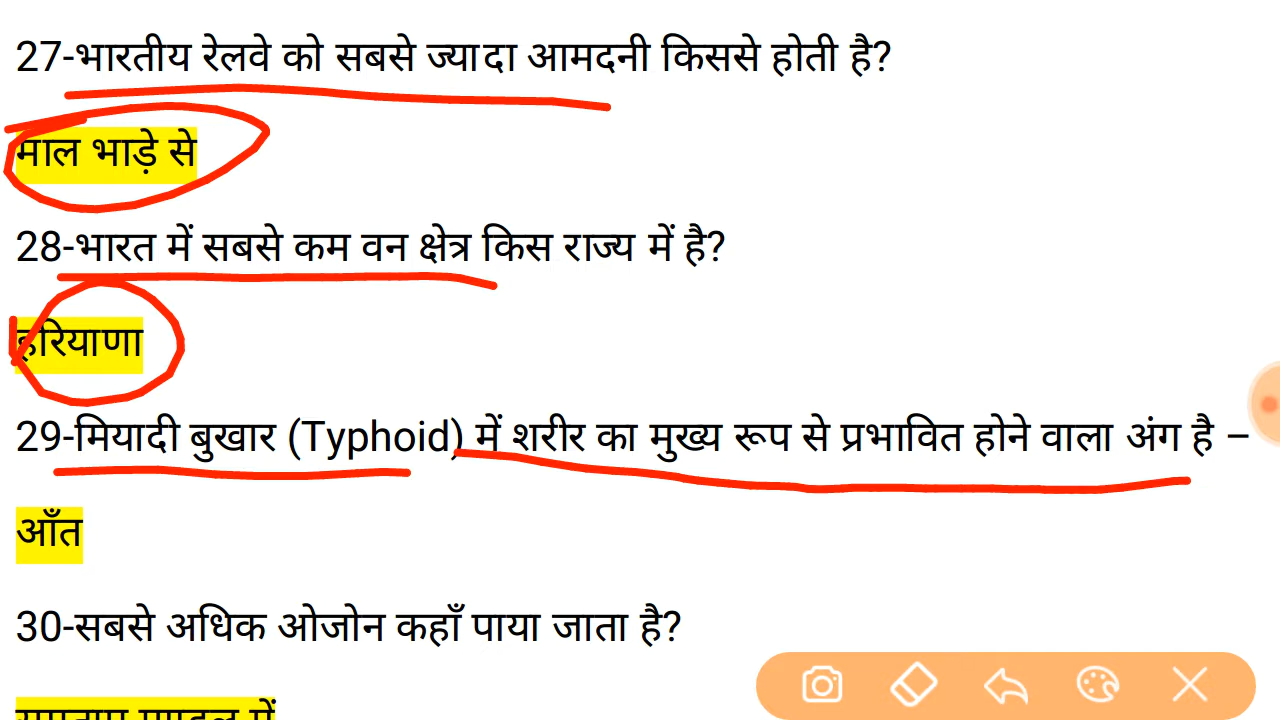 27-भारतीय रेलवे को सबसे ज्यादा आमदनी किससे होती है?
माल भाड़े से
28-भारत में सबसे कम वन क्षेत्र किस राज्य में है?
हरियाणा
29-मियादी बुखार (Typhoid) में शरीर का मुख्य रूप से प्रभावित होने वाला अंग है –
आँत
30-सबसे अधिक ओजोन कहाँ पाया जाता है?
में